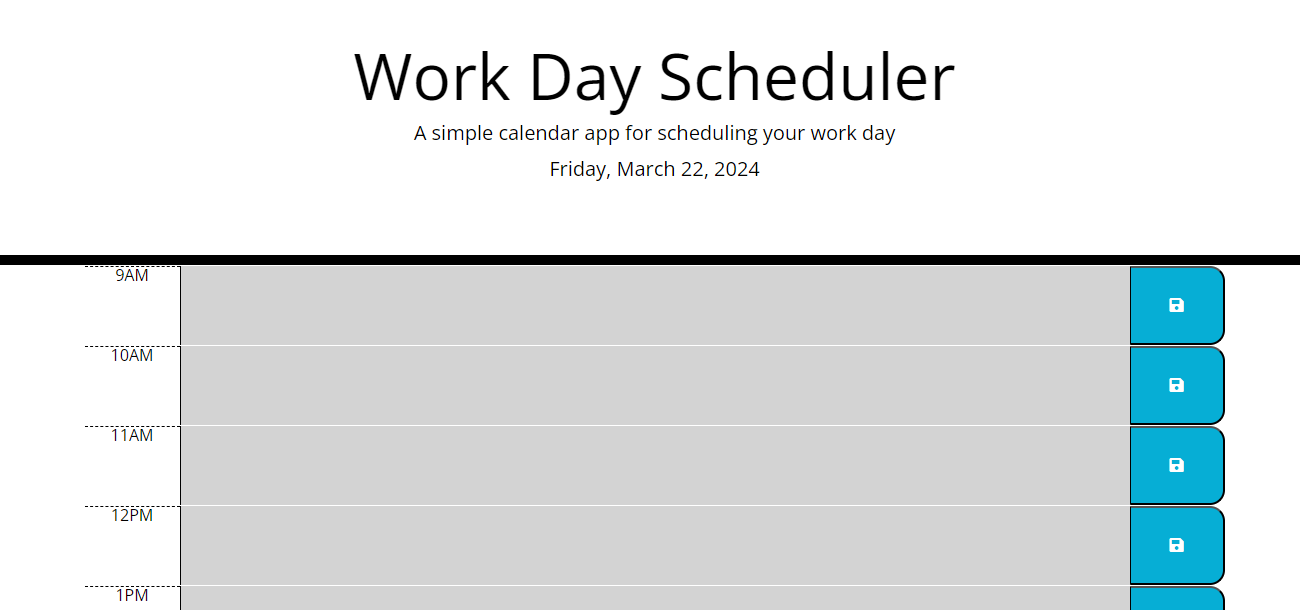 Work Day Scheduler
A simple calendar app for scheduling your work day
Friday, March 22, 2024
9AM
10AM
11AM
12PM
1PM